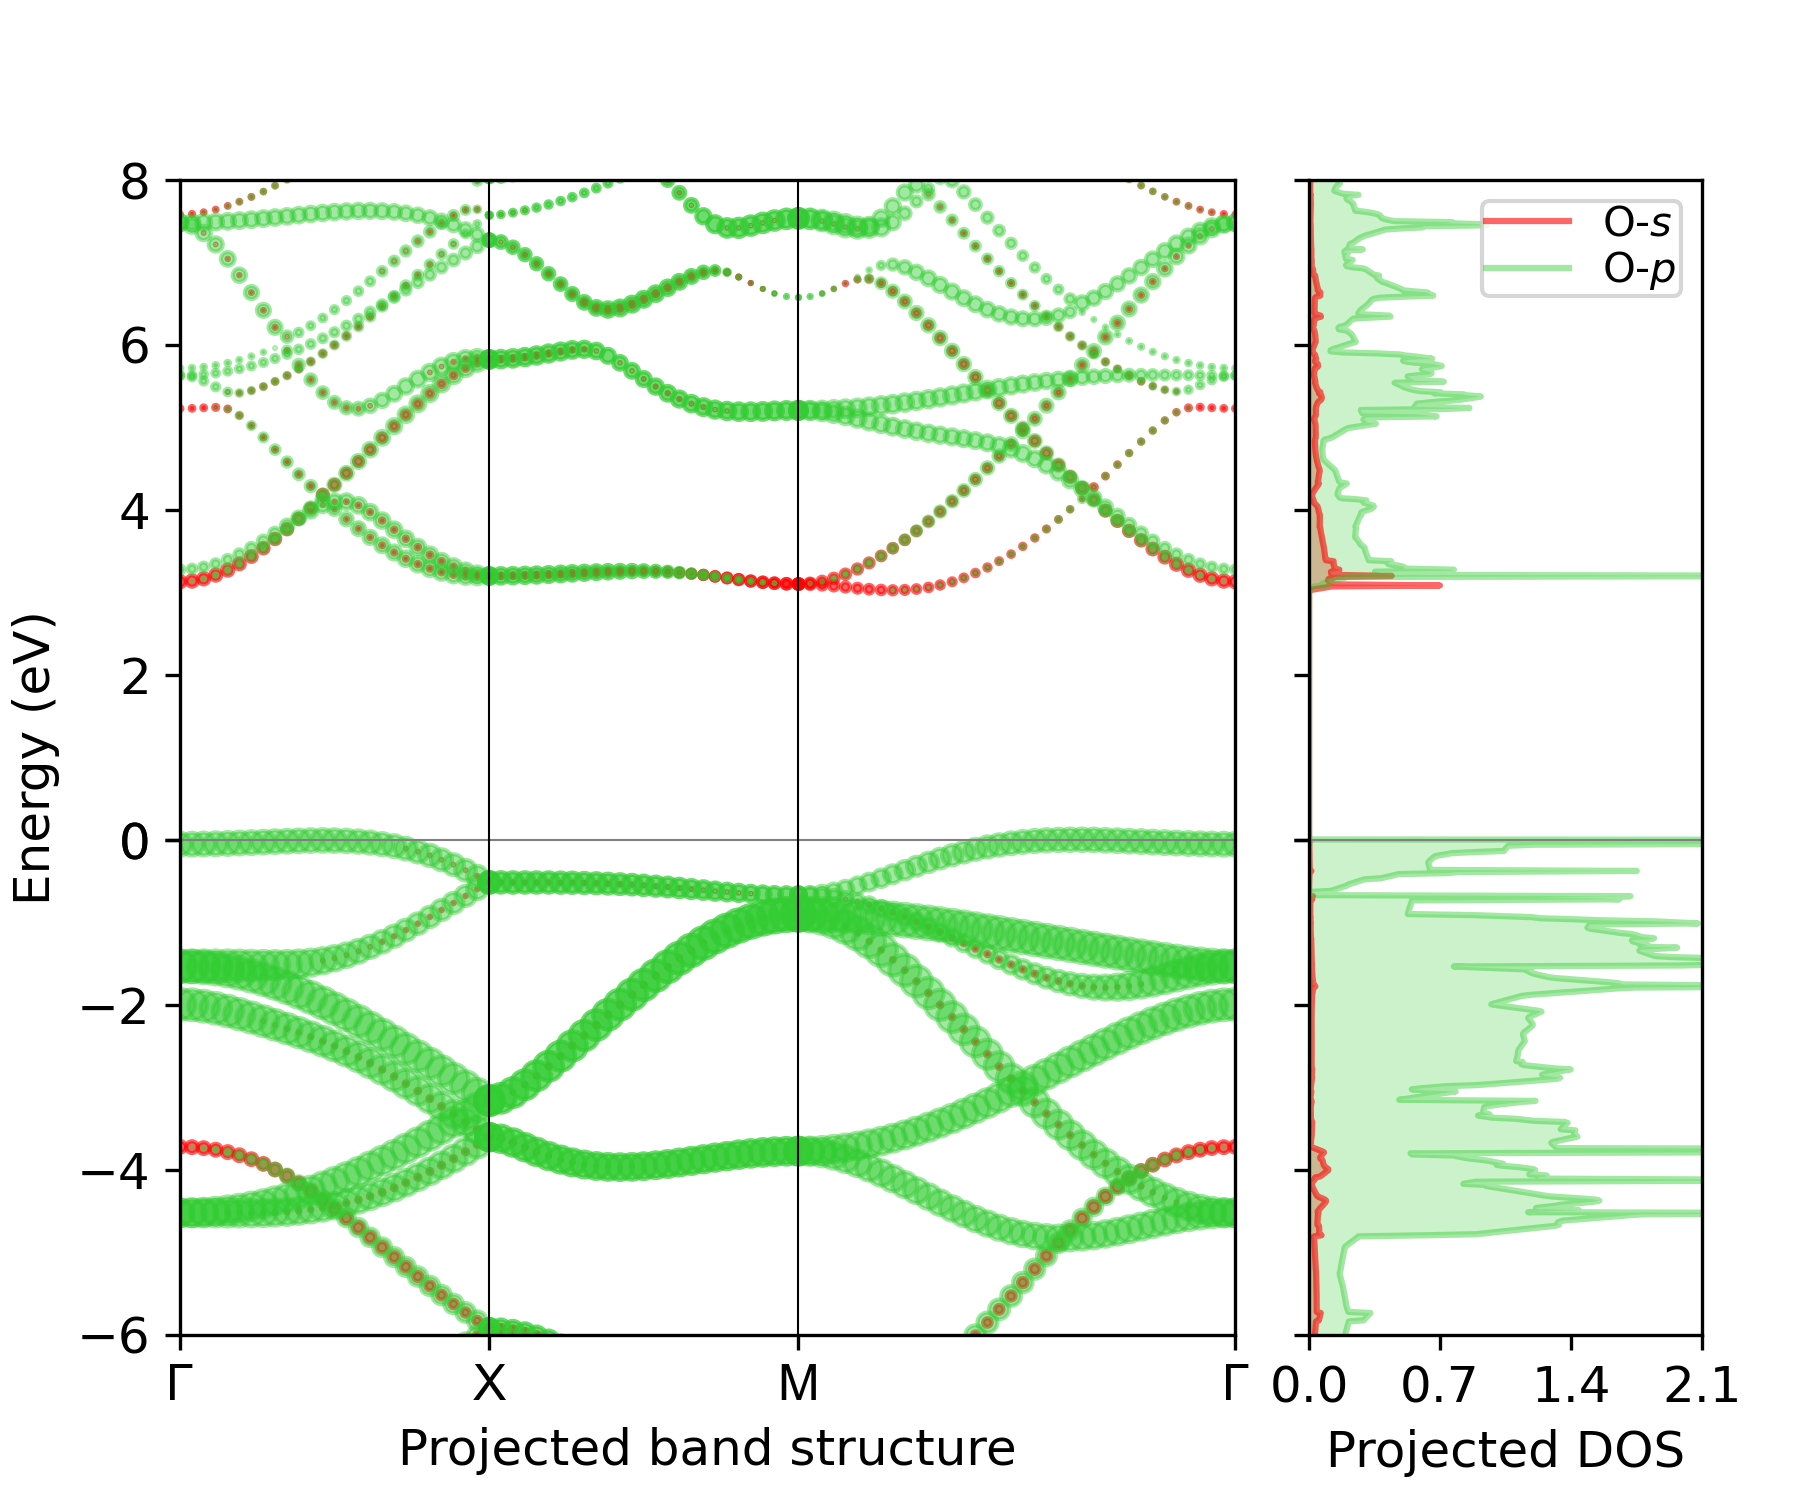 8
6
4
2
0
−2
−4
−6
Energy (eV)
Γ
X
M
Γ
Projected band structure
O-s
O-p
0.0
0.7
1.4
2.1
Projected DOS